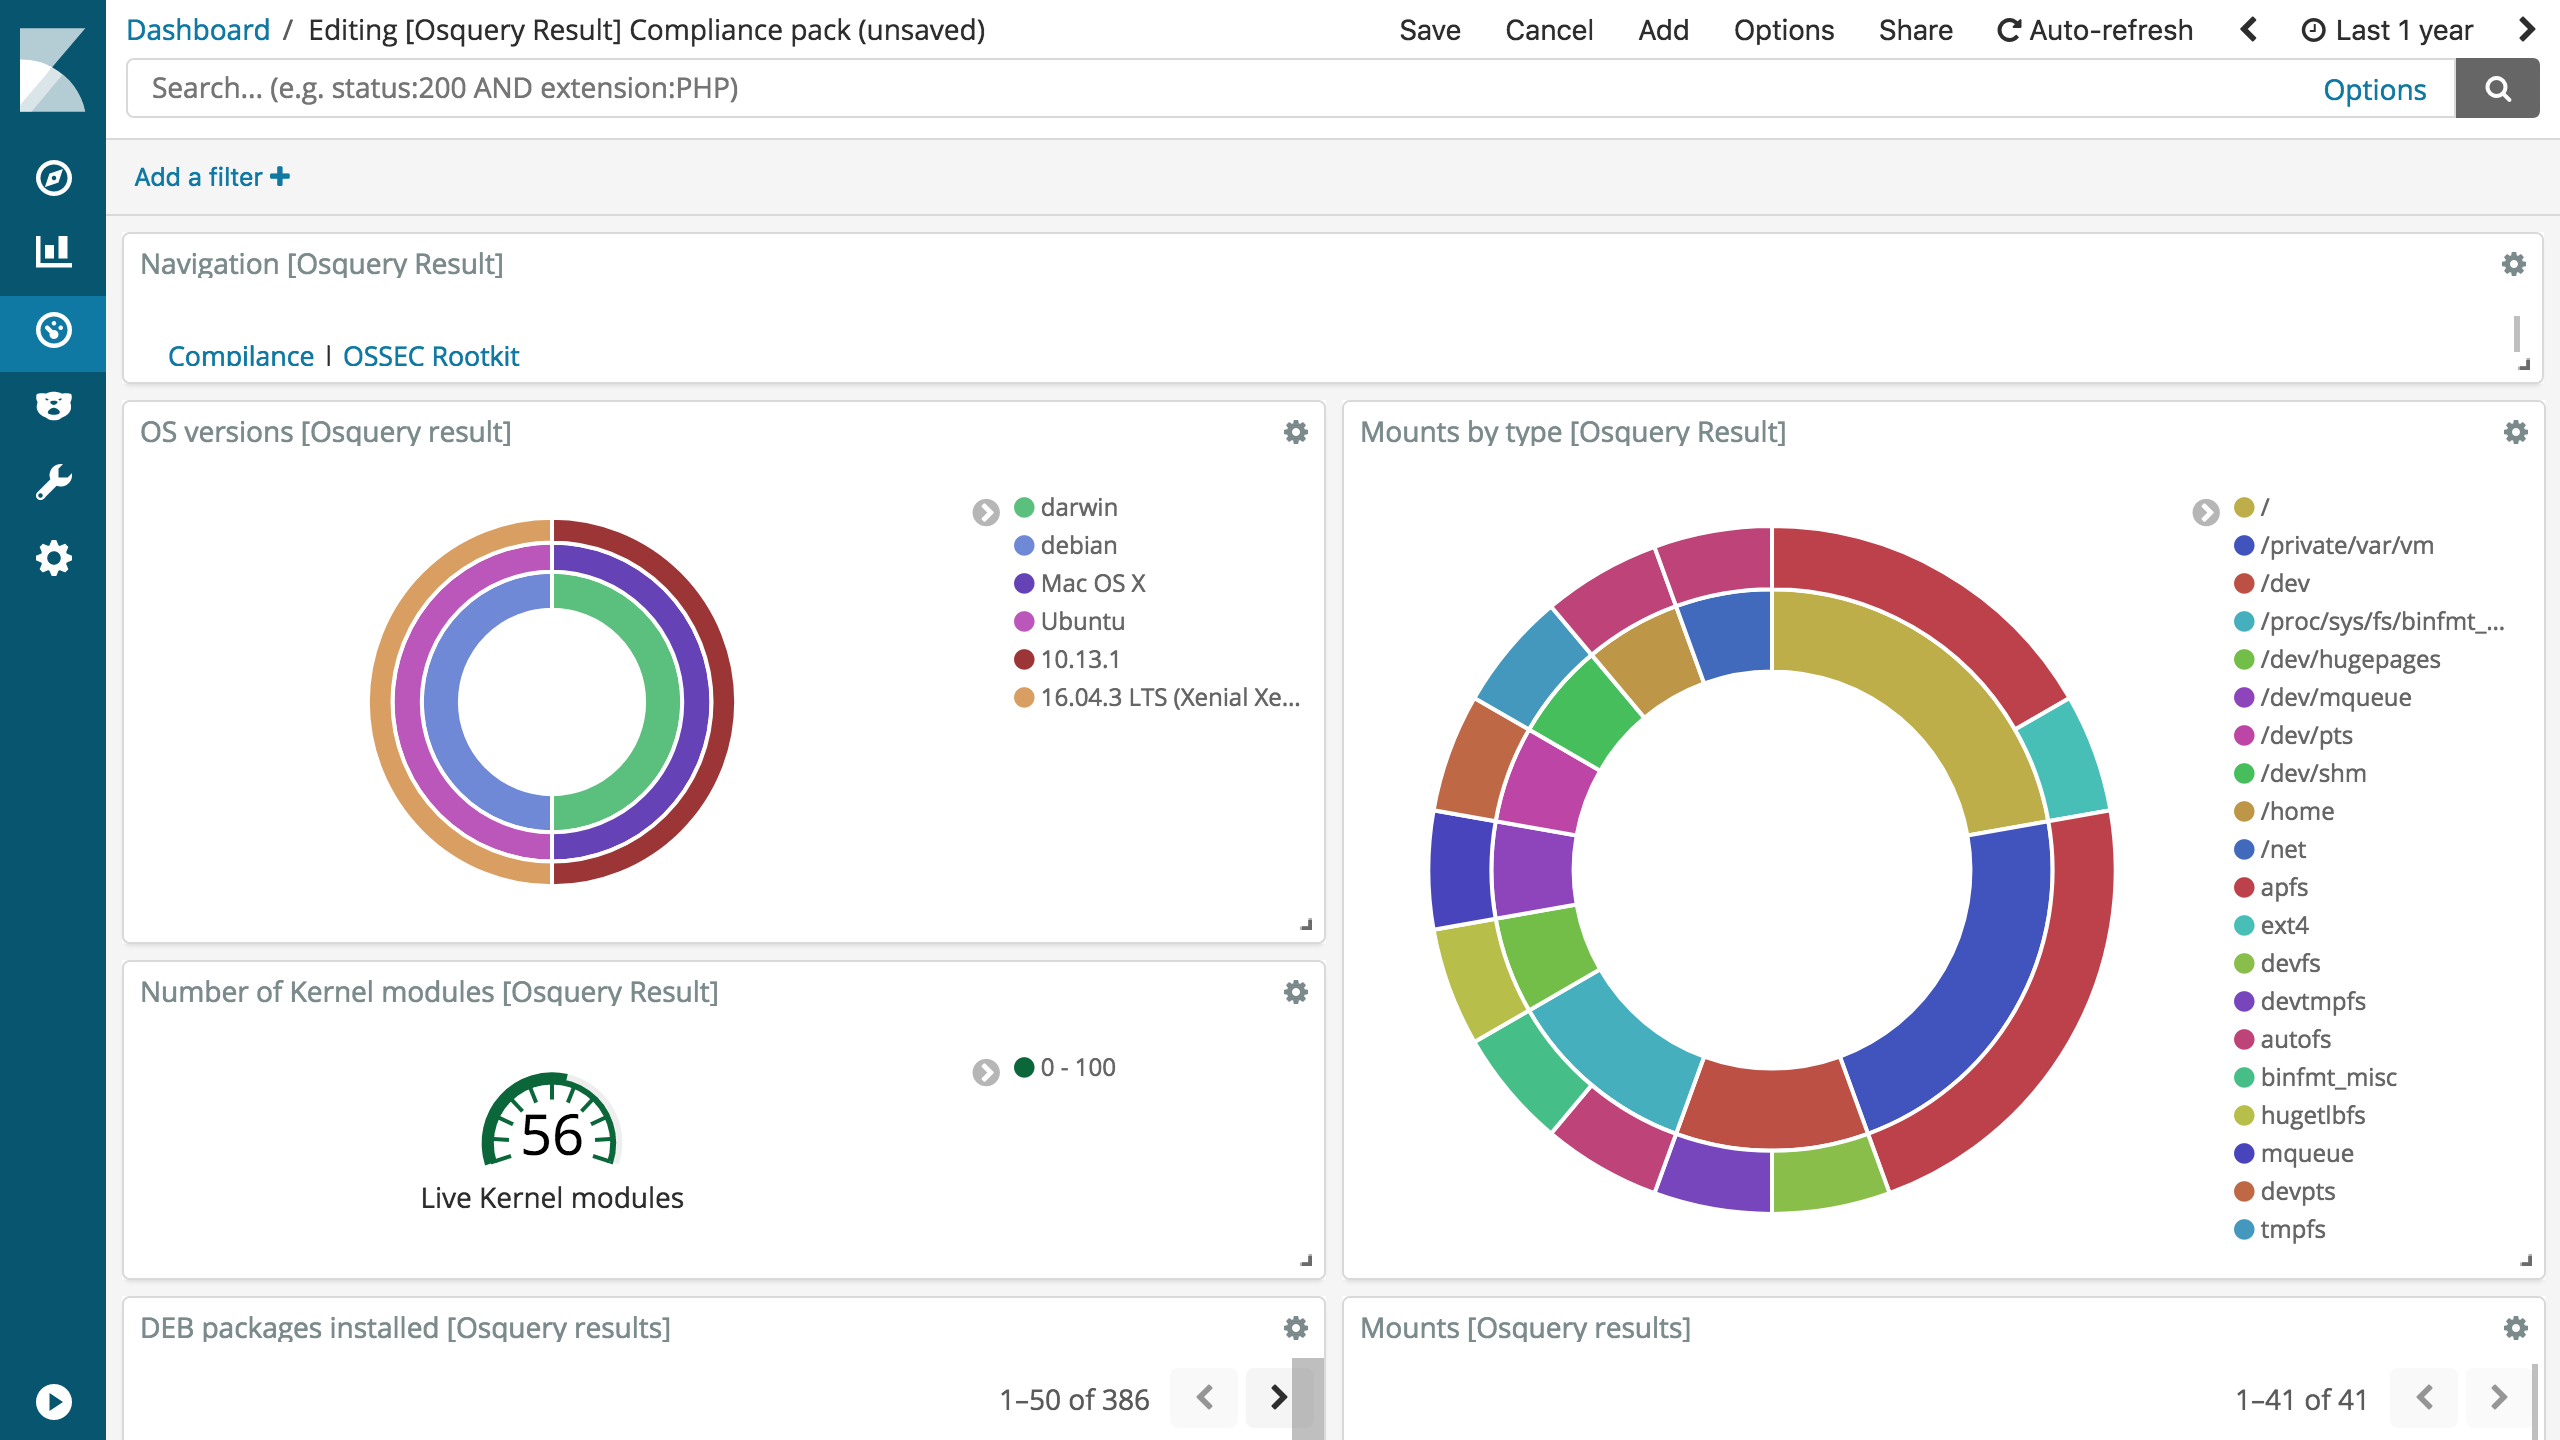 Dashboard / Editing [Osquery Result] Compliance pack (unsaved)
Save Cancel Add Options Share Auto-refresh Last 1 year
Search... (e.g. status:200 AND extension:PHP)
Options
Add a filter
Navigation [Osquery Result]
Compilance | OSSEC Rootkit
OS versions [Osquery result]
darwin
debian
Mac OS X
Ubuntu
10.13.1
16.04.3 LTS (Xenial Xe...
Mounts by type [Osquery Result]
/
/private/var/vm
/dev
/proc/sys/fs/binfmt_...
/dev/hugepages
/dev/mqueue
/dev/pts
/dev/shm
/home
/net
apfs
ext4
devfs
devtmpfs
autofs
binfmt_misc
hugetlbfs
mqueue
devpts
tmpfs
Number of Kernel modules [Osquery Result]
0 - 100
56
Live Kernel modules
DEB packages installed [Osquery results]
1–50 of 386
Mounts [Osquery results]
1–41 of 41